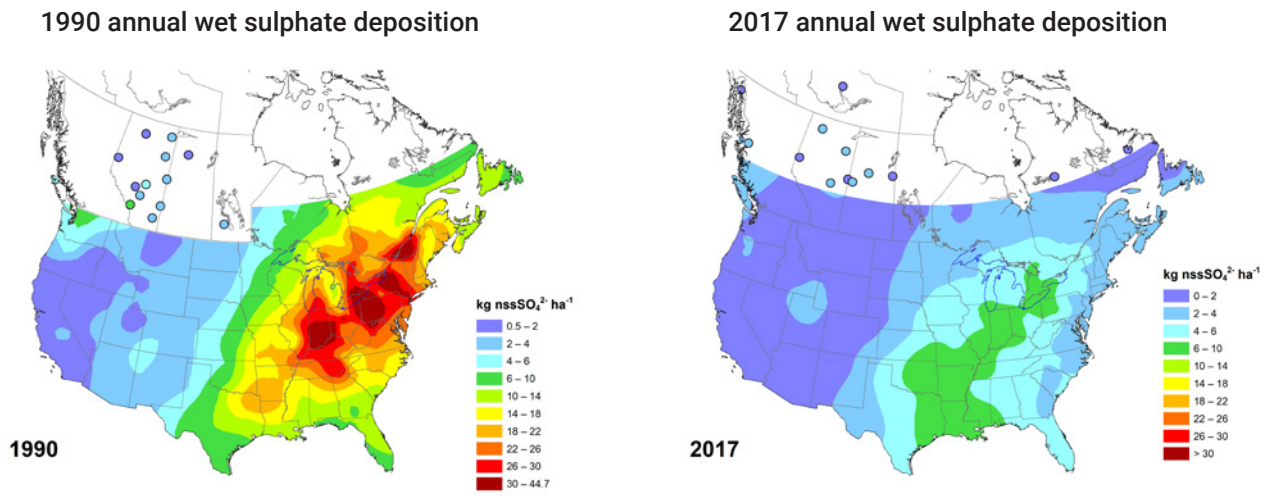 1990 annual wet sulphate deposition
kg nssSO₄²⁻ ha⁻¹
0.5 – 2
2 – 4
4 – 6
6 – 10
10 – 14
14 – 18
18 – 22
22 – 26
26 – 30
30 – 44.7
1990
2017 annual wet sulphate deposition
kg nssSO₄²⁻ ha⁻¹
0 – 2
2 – 4
4 – 6
6 – 10
10 – 14
14 – 18
18 – 22
22 – 26
26 – 30
> 30
2017